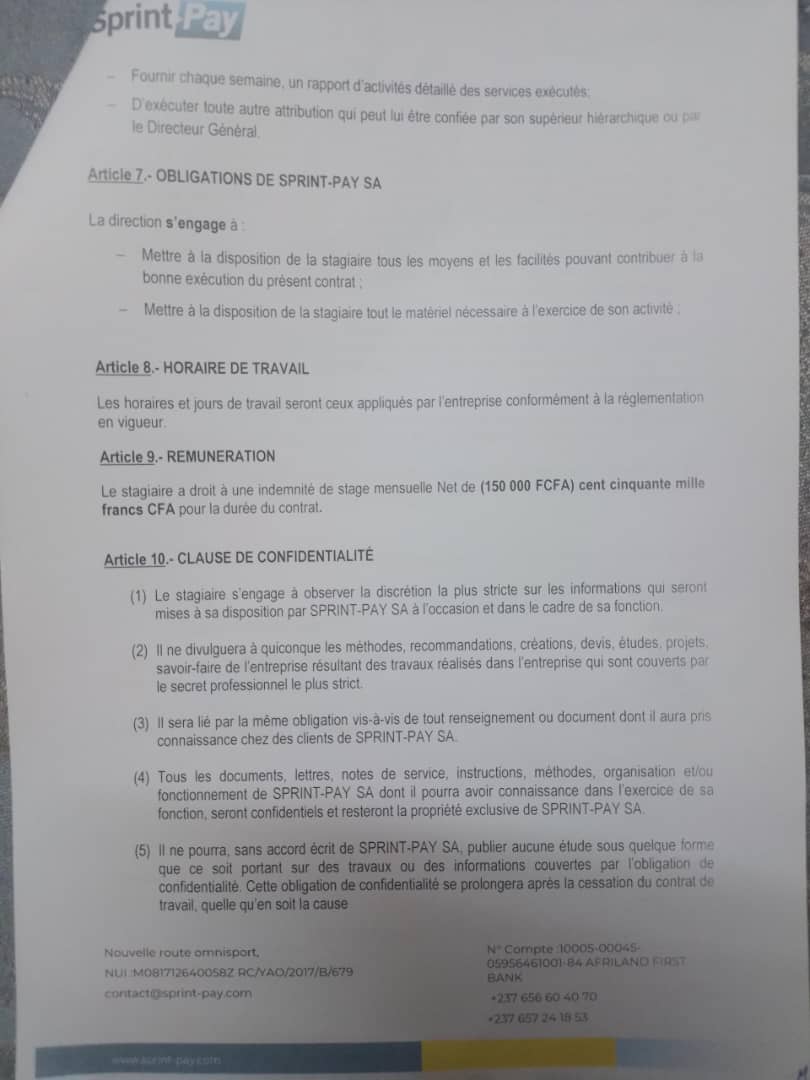 Sprint Pay
– Fournir chaque semaine, un rapport d'activités détaillé des services exécutés;
– D'exécuter toute autre attribution qui peut lui être confiée par son supérieur hiérarchique ou par
le Directeur Général.
Article 7.- OBLIGATIONS DE SPRINT-PAY SA
La direction s'engage à :
– Mettre à la disposition de la stagiaire tous les moyens et les facilités pouvant contribuer à la
bonne exécution du présent contrat ;
– Mettre à la disposition de la stagiaire tout le matériel nécessaire à l'exercice de son activité ;
Article 8.- HORAIRE DE TRAVAIL
Les horaires et jours de travail seront ceux appliqués par l'entreprise conformément à la règlementation
en vigueur.
Article 9.- REMUNERATION
Le stagiaire a droit à une indemnité de stage mensuelle Net de (150 000 FCFA) cent cinquante mille
francs CFA pour la durée du contrat.
Article 10.- CLAUSE DE CONFIDENTIALITÉ
(1) Le stagiaire s'engage à observer la discrétion la plus stricte sur les informations qui seront
mises à sa disposition par SPRINT-PAY SA à l'occasion et dans le cadre de sa fonction.
(2) Il ne divulguera à quiconque les méthodes, recommandations, créations, devis, études, projets,
savoir-faire de l'entreprise résultant des travaux réalisés dans l'entreprise qui sont couverts par
le secret professionnel le plus strict.
(3) Il sera lié par la même obligation vis-à-vis de tout renseignement ou document dont il aura pris
connaissance chez des clients de SPRINT-PAY SA.
(4) Tous les documents, lettres, notes de service, instructions, méthodes, organisation et/ou
fonctionnement de SPRINT-PAY SA dont il pourra avoir connaissance dans l'exercice de sa
fonction, seront confidentiels et resteront la propriété exclusive de SPRINT-PAY SA.
(5) Il ne pourra, sans accord écrit de SPRINT-PAY SA, publier aucune étude sous quelque forme
que ce soit portant sur des travaux ou des informations couvertes par l'obligation de
confidentialité. Cette obligation de confidentialité se prolongera après la cessation du contrat de
travail, quelle qu'en soit la cause
Nouvelle route omnisport,
NUI :M081712640058Z RC/YAO/2017/B/679
contact@sprint-pay.com
N° Compte :10005-00045-
05956461001-84 AFRILAND FIRST
BANK
+237 656 60 40 70
+237 657 24 18 53
www.sprint-pay.com